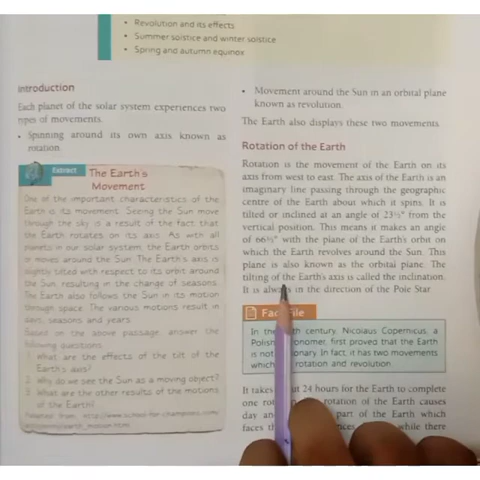 • Revolution and its effects
• Summer solstice and winter solstice
• Spring and autumn equinox
Introduction
Each planet of the solar system experiences two
types of movements.
• Spinning around its own axis known as
rotation.
Extract
The Earth's
Movement
One of the important characteristics of the
Earth is its movement. Seeing the Sun move
through the sky is a result of the fact that
the Earth rotates on its axis. As with all
planets in our solar system, the Earth orbits
or moves around the Sun. The Earth's axis is
slightly tilted with respect to its orbit around
the Sun, resulting in the change of seasons.
The Earth also follows the Sun in its motion
through space. The various motions result in
days, seasons and years.
Based on the above passage, answer the
following questions.
1. What are the effects of the tilt of the
Earth's axis?
2. Why do we see the Sun as a moving object?
3. What are the other results of the motions
of the Earth?
from: http://www.school-for-champions.com/
motion.htm
• Movement around the Sun in an orbital plane
known as revolution.
The Earth also displays these two movements.
Rotation of the Earth
Rotation is the movement of the Earth on its
axis from west to east. The axis of the Earth is an
imaginary line passing through the geographic
centre of the Earth about which it spins. It is
tilted or inclined at an angle of 23½° from the
vertical position. This means it makes an angle
of 66½° with the plane of the Earth's orbit on
which the Earth revolves around the Sun. This
plane is also known as the orbital plane. The
tilting of the Earth's axis is called the inclination.
It is always in the direction of the Pole Star.
Fact File
In the th century, Nicolaus Copernicus, a
Polish onomer, first proved that the Earth
is not ionary. In fact, it has two movements
which rotation and revolution.
It takes ut 24 hours for the Earth to complete
one rot rotation of the Earth causes
day an part of the Earth which
faces th nces while there